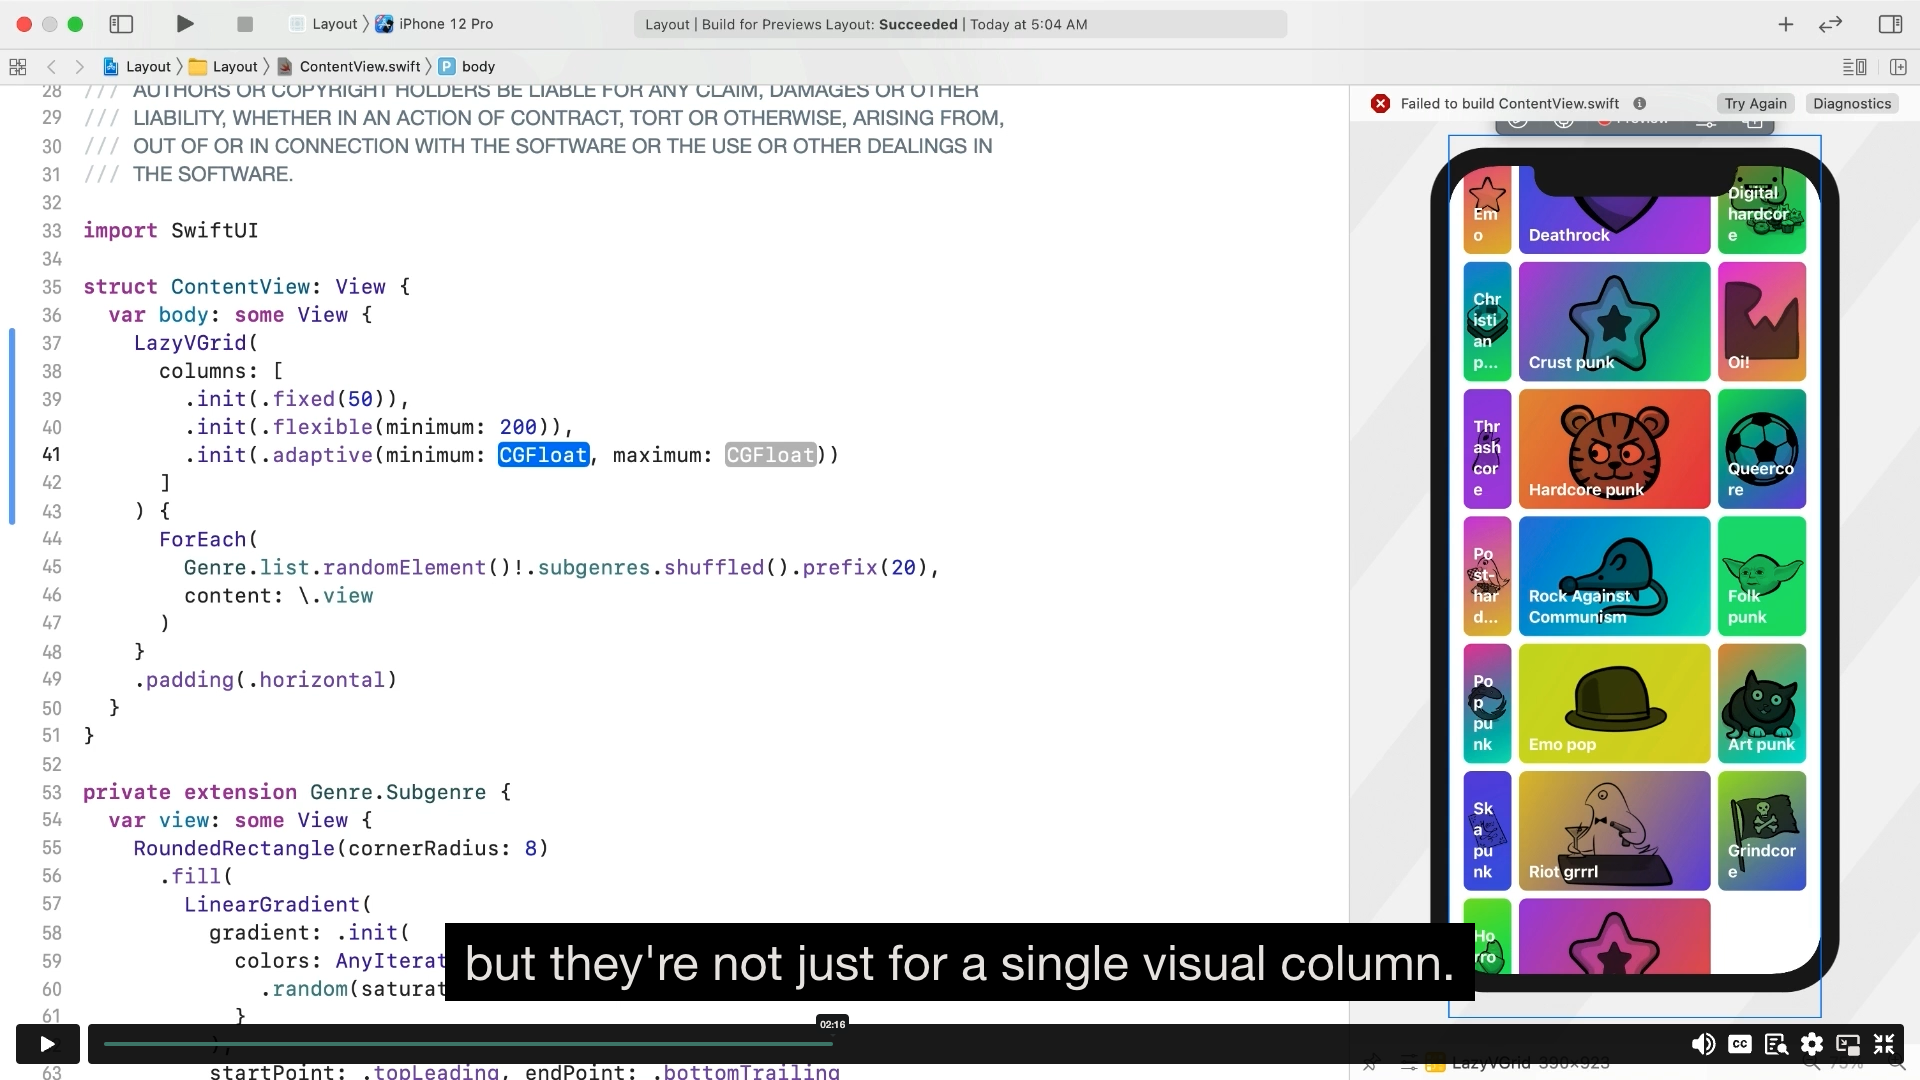 Layout 〉 iPhone 12 Pro
Layout | Build for Previews Layout: Succeeded | Today at 5:04 AM
Layout 〉 Layout 〉 ContentView.swift 〉 P body
28 /// AUTHORS OR COPYRIGHT HOLDERS BE LIABLE FOR ANY CLAIM, DAMAGES OR OTHER
29 /// LIABILITY, WHETHER IN AN ACTION OF CONTRACT, TORT OR OTHERWISE, ARISING FROM,
30 /// OUT OF OR IN CONNECTION WITH THE SOFTWARE OR THE USE OR OTHER DEALINGS IN
31 /// THE SOFTWARE.
32
33 import SwiftUI
34
35 struct ContentView: View {
36 var body: some View {
37 LazyVGrid(
38 columns: [
39 .init(.fixed(50)),
40 .init(.flexible(minimum: 200)),
41 .init(.adaptive(minimum: CGFloat, maximum: CGFloat))
42 ]
43 ) {
44 ForEach(
45 Genre.list.randomElement()!.subgenres.shuffled().prefix(20),
46 content: \.view
47 )
48 }
49 .padding(.horizontal)
50 }
51 }
52
53 private extension Genre.Subgenre {
54 var view: some View {
55 RoundedRectangle(cornerRadius: 8)
56 .fill(
57 LinearGradient(
58 gradient: .init(
59 colors: AnyIterat
60 .random(saturat
61 }
),
63 startPoint: .topLeading, endPoint: .bottomTrailing
Failed to build ContentView.swift
Try Again
Diagnostics
Preview
Em
o
Deathrock
Digital
hardcor
e
Chr
isti
an
p...
Crust punk
Oi!
Thr
ash
cor
e
Hardcore punk
Queerco
re
Po
st-
har
d...
Rock Against
Communism
Folk
punk
Po
p
pu
nk
Emo pop
Art punk
Sk
a
pu
nk
Riot grrrl
Grindcor
e
Ho
rro
but they're not just for a single visual column.
02:16
CC
LazyVGrid 390×923
75%